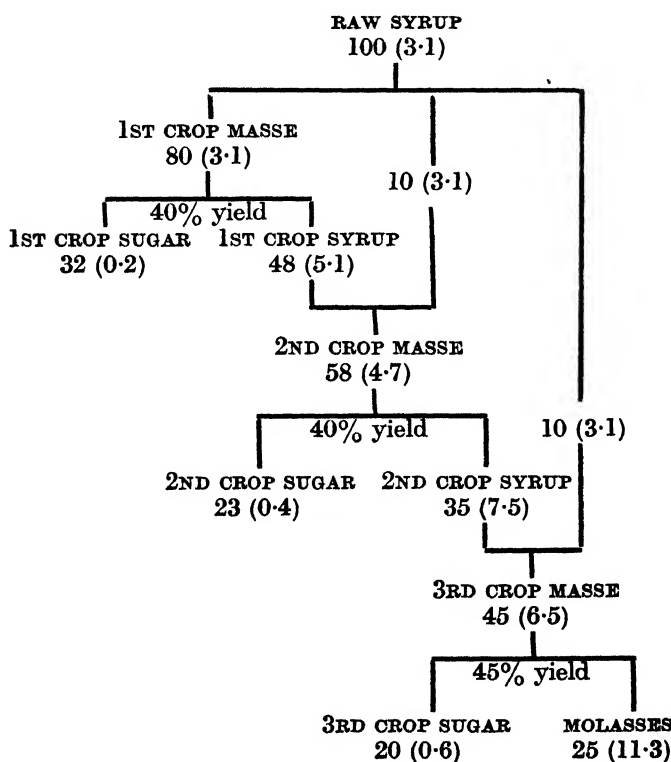 RAW SYRUP
100 (3·1)
1ST CROP MASSE
80 (3·1)
10 (3·1)
40% yield
1ST CROP SUGAR 1ST CROP SYRUP
32 (0·2) 48 (5·1)
2ND CROP MASSE
58 (4·7)
40% yield
10 (3·1)
2ND CROP SUGAR 2ND CROP SYRUP
23 (0·4) 35 (7·5)
3RD CROP MASSE
45 (6·5)
45% yield
3RD CROP SUGAR MOLASSES
20 (0·6) 25 (11·3)